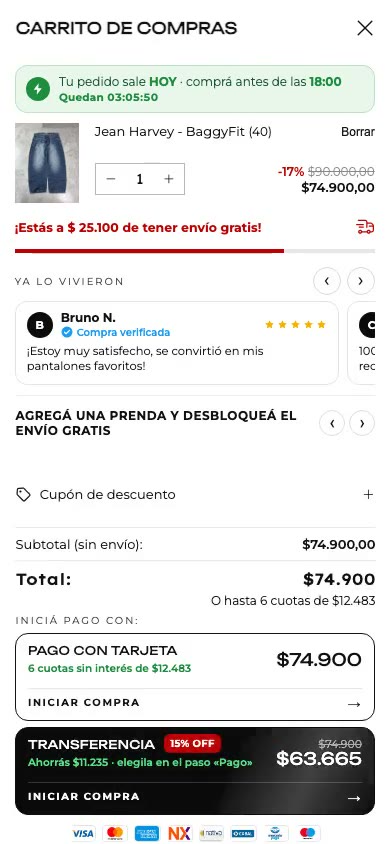 CARRITO DE COMPRAS
Tu pedido sale HOY · comprá antes de las 18:00
Quedan 03:05:50
Jean Harvey - BaggyFit (40)
Borrar
− 1 +
-17% $90.000,00
$74.900,00
¡Estás a $ 25.100 de tener envío gratis!
YA LO VIVIERON
B
Bruno N.
Compra verificada
★★★★★
¡Estoy muy satisfecho, se convirtió en mis
pantalones favoritos!
100
AGREGÁ UNA PRENDA Y DESBLOQUEÁ EL
ENVÍO GRATIS
Cupón de descuento +
Subtotal (sin envío): $74.900,00
Total: $74.900
O hasta 6 cuotas de $12.483
INICIÁ PAGO CON:
PAGO CON TARJETA
6 cuotas sin interés de $12.483
$74.900
INICIAR COMPRA →
TRANSFERENCIA 15% OFF
$74.900
Ahorrás $11.235 · elegila en el paso «Pago»
$63.665
INICIAR COMPRA →
VISA mastercard NX nativa CABAL